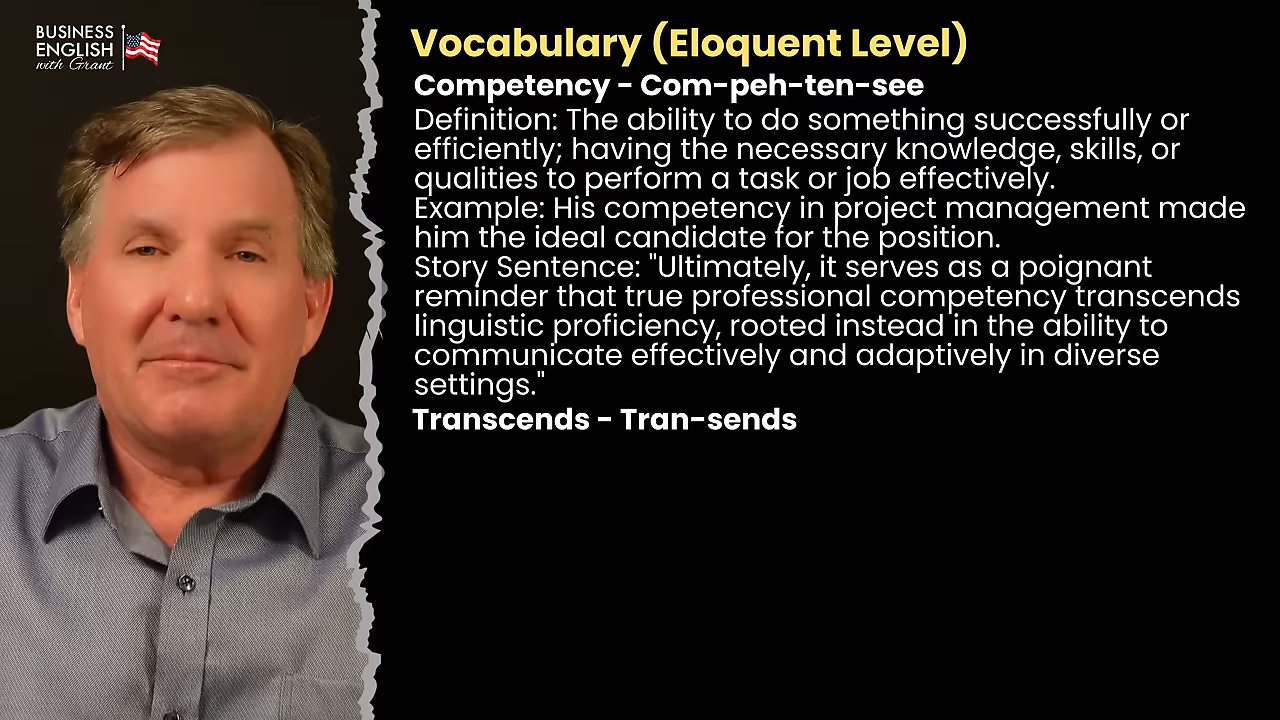 BUSINESS
ENGLISH
with Grant
Vocabulary (Eloquent Level)
Competency - Com-peh-ten-see
Definition: The ability to do something successfully or
efficiently; having the necessary knowledge, skills, or
qualities to perform a task or job effectively.
Example: His competency in project management made
him the ideal candidate for the position.
Story Sentence: "Ultimately, it serves as a poignant
reminder that true professional competency transcends
linguistic proficiency, rooted instead in the ability to
communicate effectively and adaptively in diverse
settings."
Transcends - Tran-sends